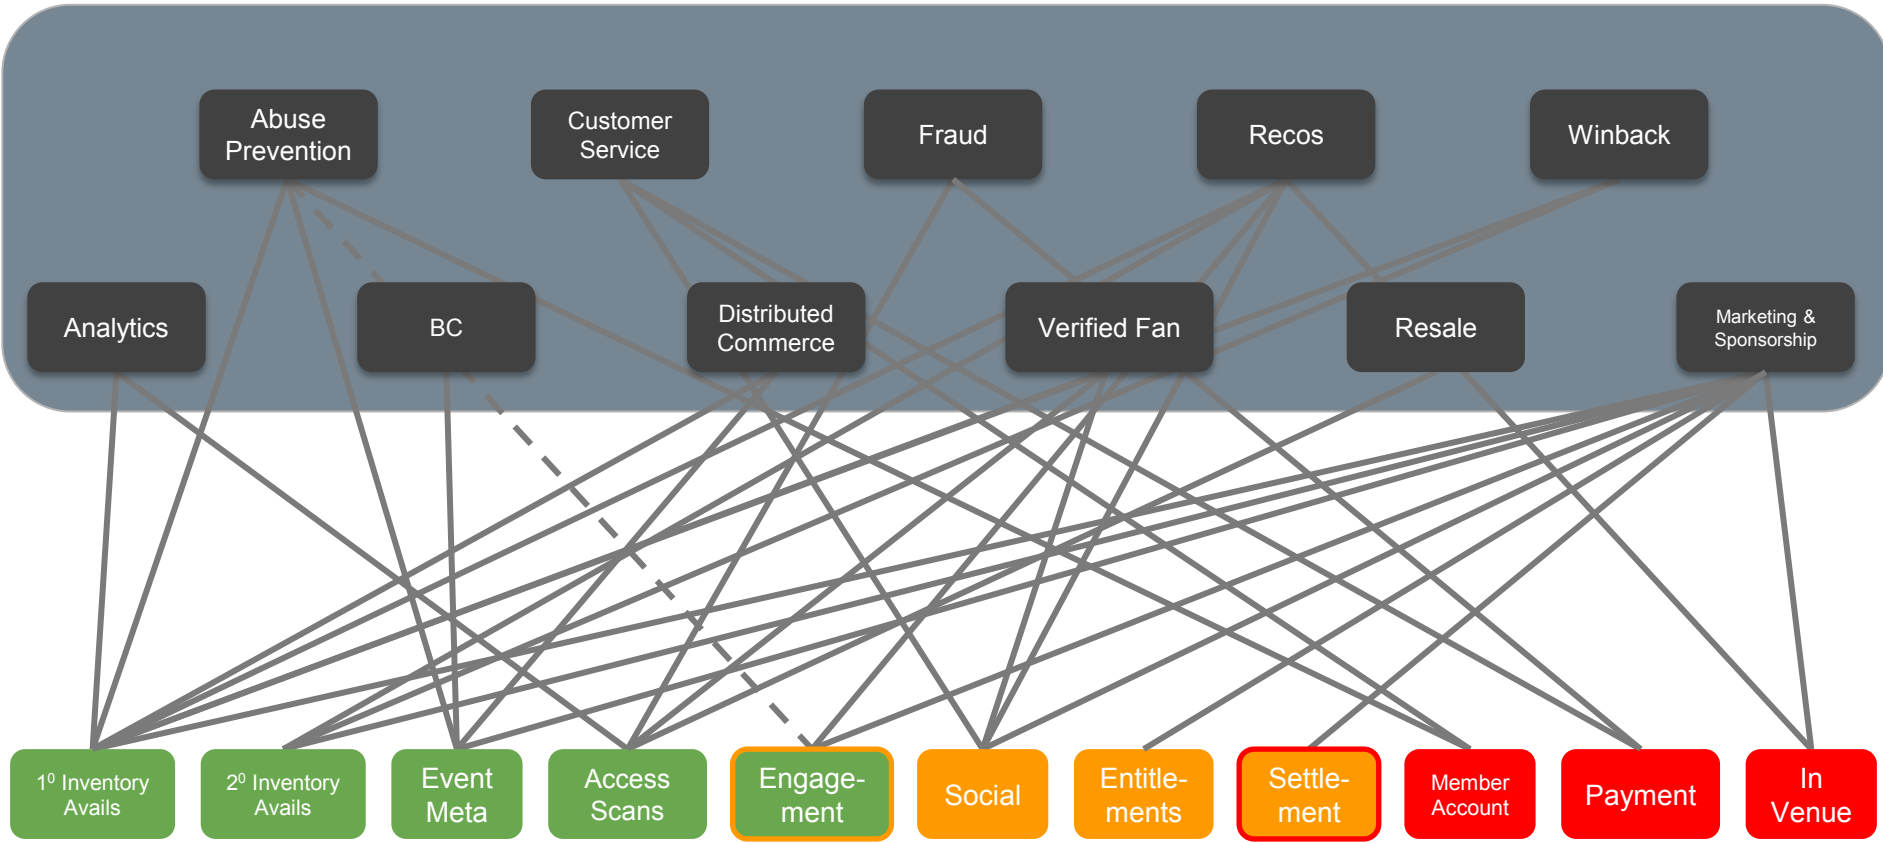 Abuse
Prevention
Customer
Service
Fraud
Recos
Winback
Analytics
BC
Distributed
Commerce
Verified Fan
Resale
Marketing &
Sponsorship
1⁰ Inventory
Avails
2⁰ Inventory
Avails
Event
Meta
Access
Scans
Engage-
ment
Social
Entitle-
ments
Settle-
ment
Member
Account
Payment
In
Venue